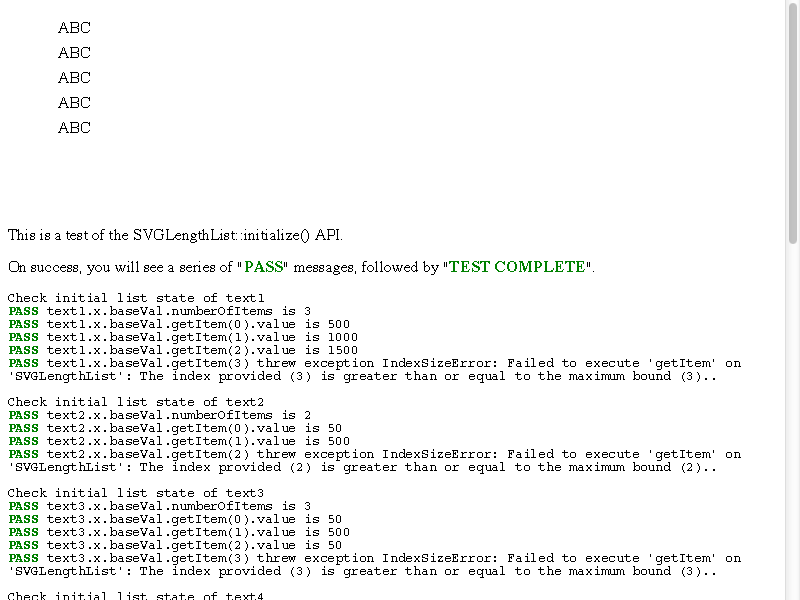 ABC
ABC
ABC
ABC
ABC
This is a test of the SVGLengthList::initialize() API.
On success, you will see a series of "PASS" messages, followed by "TEST COMPLETE".
Check initial list state of text1
PASS text1.x.baseVal.numberOfItems is 3
PASS text1.x.baseVal.getItem(0).value is 500
PASS text1.x.baseVal.getItem(1).value is 1000
PASS text1.x.baseVal.getItem(2).value is 1500
PASS text1.x.baseVal.getItem(3) threw exception IndexSizeError: Failed to execute 'getItem' on
'SVGLengthList': The index provided (3) is greater than or equal to the maximum bound (3)..
Check initial list state of text2
PASS text2.x.baseVal.numberOfItems is 2
PASS text2.x.baseVal.getItem(0).value is 50
PASS text2.x.baseVal.getItem(1).value is 500
PASS text2.x.baseVal.getItem(2) threw exception IndexSizeError: Failed to execute 'getItem' on
'SVGLengthList': The index provided (2) is greater than or equal to the maximum bound (2)..
Check initial list state of text3
PASS text3.x.baseVal.numberOfItems is 3
PASS text3.x.baseVal.getItem(0).value is 50
PASS text3.x.baseVal.getItem(1).value is 500
PASS text3.x.baseVal.getItem(2).value is 50
PASS text3.x.baseVal.getItem(3) threw exception IndexSizeError: Failed to execute 'getItem' on
'SVGLengthList': The index provided (3) is greater than or equal to the maximum bound (3)..
Check initial list state of text4